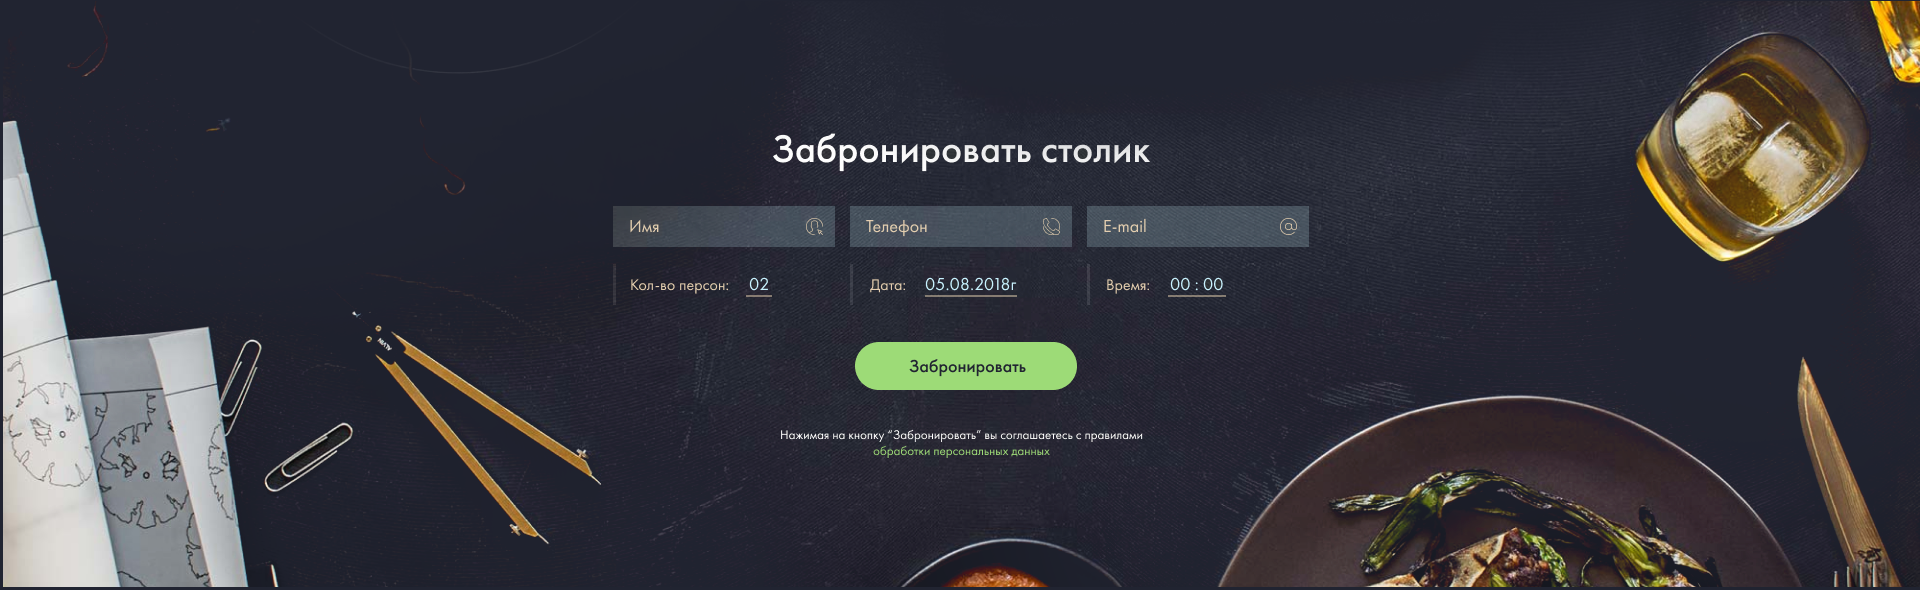 Забронировать столик
Имя
Телефон
E-mail
Кол-во персон: 02
Дата: 05.08.2018г
Время: 00 : 00
Забронировать
Нажимая на кнопку “Забронировать” вы соглашаетесь с правилами
обработки персональных данных